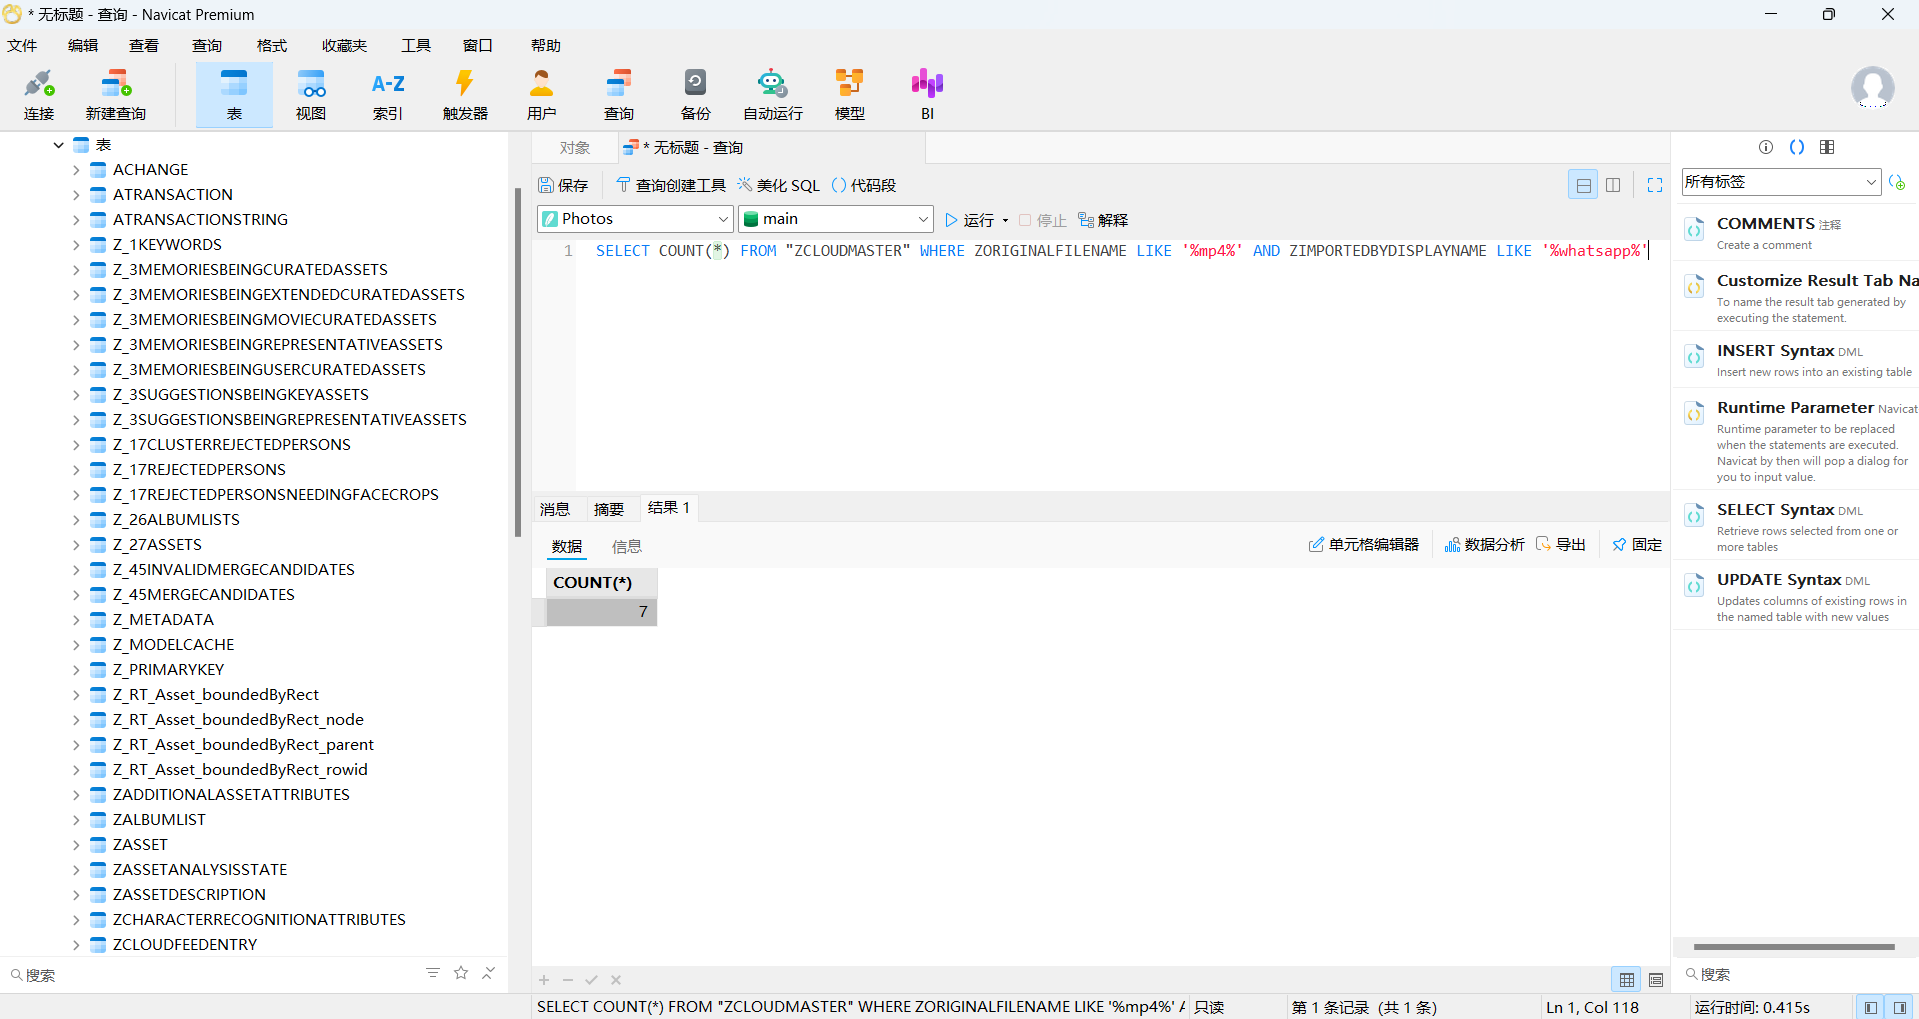 * 无标题 - 查询 - Navicat Premium
文件 编辑 查看 查询 格式 收藏夹 工具 窗口 帮助
连接 新建查询 表 视图 A-Z 索引 触发器 用户 查询 备份 自动运行 模型 BI
表
ACHANGE
ATRANSACTION
ATRANSACTIONSTRING
Z_1KEYWORDS
Z_3MEMORIESBEINGCURATEDASSETS
Z_3MEMORIESBEINGEXTENDEDCURATEDASSETS
Z_3MEMORIESBEINGMOVIECURATEDASSETS
Z_3MEMORIESBEINGREPRESENTATIVEASSETS
Z_3MEMORIESBEINGUSERCURATEDASSETS
Z_3SUGGESTIONSBEINGKEYASSETS
Z_3SUGGESTIONSBEINGREPRESENTATIVEASSETS
Z_17CLUSTERREJECTEDPERSONS
Z_17REJECTEDPERSONS
Z_17REJECTEDPERSONSNEEDINGFACECROPS
Z_26ALBUMLISTS
Z_27ASSETS
Z_45INVALIDMERGECANDIDATES
Z_45MERGECANDIDATES
Z_METADATA
Z_MODELCACHE
Z_PRIMARYKEY
Z_RT_Asset_boundedByRect
Z_RT_Asset_boundedByRect_node
Z_RT_Asset_boundedByRect_parent
Z_RT_Asset_boundedByRect_rowid
ZADDITIONALASSETATTRIBUTES
ZALBUMLIST
ZASSET
ZASSETANALYSISSTATE
ZASSETDESCRIPTION
ZCHARACTERRECOGNITIONATTRIBUTES
ZCLOUDFEEDENTRY
搜索
对象 * 无标题 - 查询
保存 查询创建工具 美化 SQL () 代码段
Photos main 运行 停止 解释
1 SELECT COUNT(*) FROM "ZCLOUDMASTER" WHERE ZORIGINALFILENAME LIKE '%mp4%' AND ZIMPORTEDBYDISPLAYNAME LIKE '%whatsapp%'
消息 摘要 结果 1
数据 信息 单元格编辑器 数据分析 导出 固定
COUNT(*)
7
所有标签
COMMENTS 注释
Create a comment
Customize Result Tab Na
To name the result tab generated by
executing the statement.
INSERT Syntax DML
Insert new rows into an existing table
Runtime Parameter Navicat
Runtime parameter to be replaced
when the statements are executed.
Navicat by then will pop a dialog for
you to input value.
SELECT Syntax DML
Retrieve rows selected from one or
more tables
UPDATE Syntax DML
Updates columns of existing rows in
the named table with new values
搜索
SELECT COUNT(*) FROM "ZCLOUDMASTER" WHERE ZORIGINALFILENAME LIKE '%mp4%' 只读 第 1 条记录 (共 1 条) Ln 1, Col 118 运行时间: 0.415s